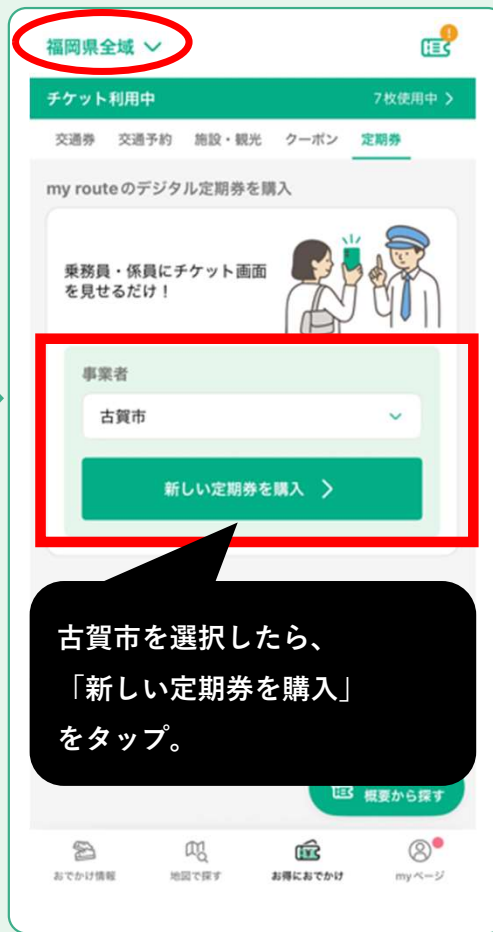 福岡県全域
チケット利用中 7枚使用中
交通券 交通予約 施設・観光 クーポン 定期券
my routeのデジタル定期券を購入
乗務員・係員にチケット画面
を見せるだけ！
事業者
古賀市
新しい定期券を購入
古賀市を選択したら、
「新しい定期券を購入」
をタップ。
概要から探す
おでかけ情報 地図で探す お得におでかけ myページ